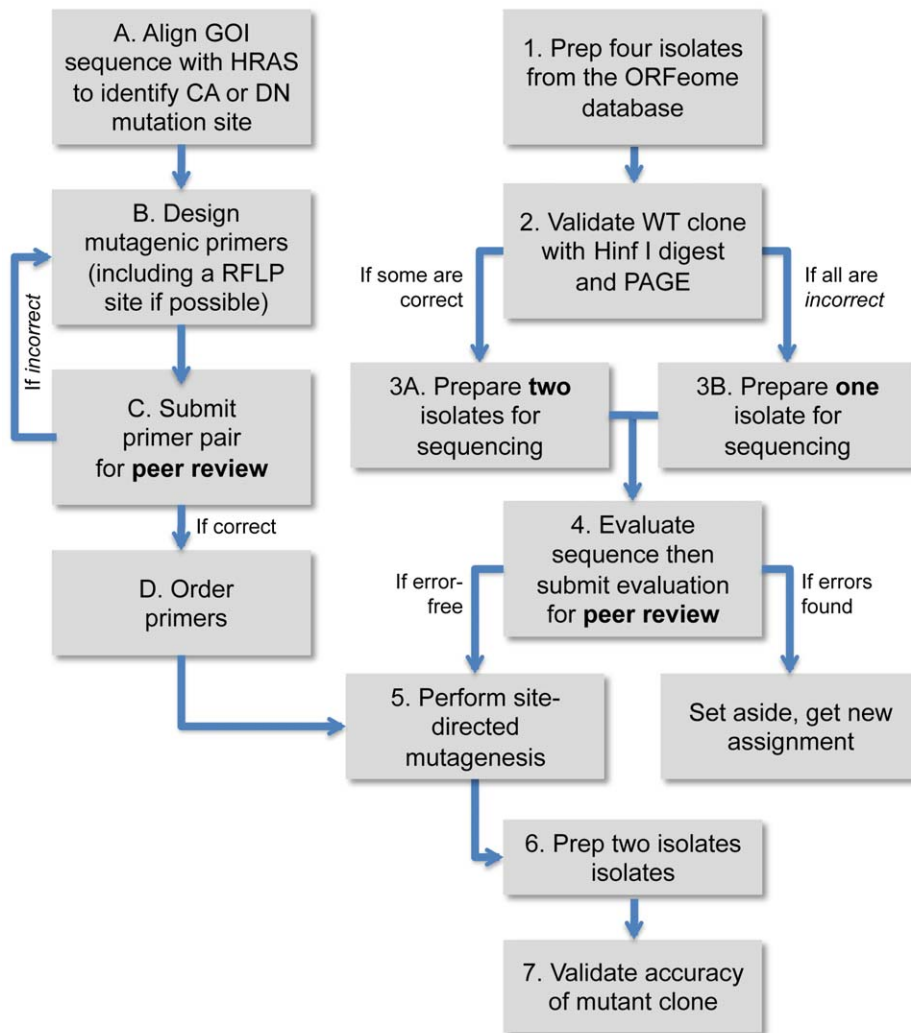 A. Align GOI
sequence with HRAS
to identify CA or DN
mutation site
B. Design
mutagenic primers
(including a RFLP
site if possible)
If incorrect
C. Submit
primer pair
for peer review
If correct
D. Order
primers
1. Prep four isolates
from the ORFeome
database
2. Validate WT clone
with Hinf I digest
and PAGE
If some are
correct
If all are
incorrect
3A. Prepare two
isolates for
sequencing
3B. Prepare one
isolate for
sequencing
4. Evaluate
sequence then
submit evaluation
for peer review
If error-
free
If errors
found
5. Perform site-
directed
mutagenesis
Set aside, get new
assignment
6. Prep two isolates
isolates
7. Validate accuracy
of mutant clone